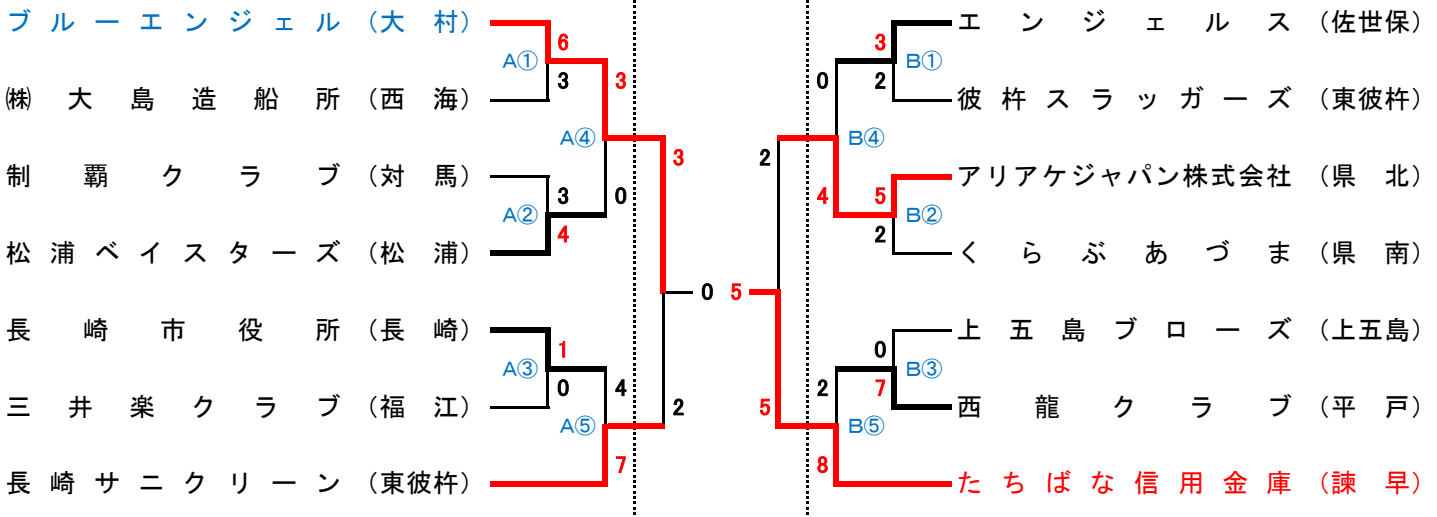 ブルーエンジェル（大村） 6 3 エンジェルス（佐世保）
A① B①
3 3 0 2
㈱大島造船所（西海） 彼杵スラッガーズ（東彼杵）
A④ B④
3 2
制覇クラブ（対馬） アリアケジャパン株式会社（県北）
3 0 4 5
A② B②
4 2
松浦ベイスターズ（松浦） くらぶあづま（県南）
0 5
長崎市役所（長崎） 上五島ブローズ（上五島）
1 0
A③ B③
0 4 2 7
三井楽クラブ（福江） 2 5 西龍クラブ（平戸）
A⑤ B⑤
7 8
長崎サニクリーン（東彼杵） たちばな信用金庫（諫早）